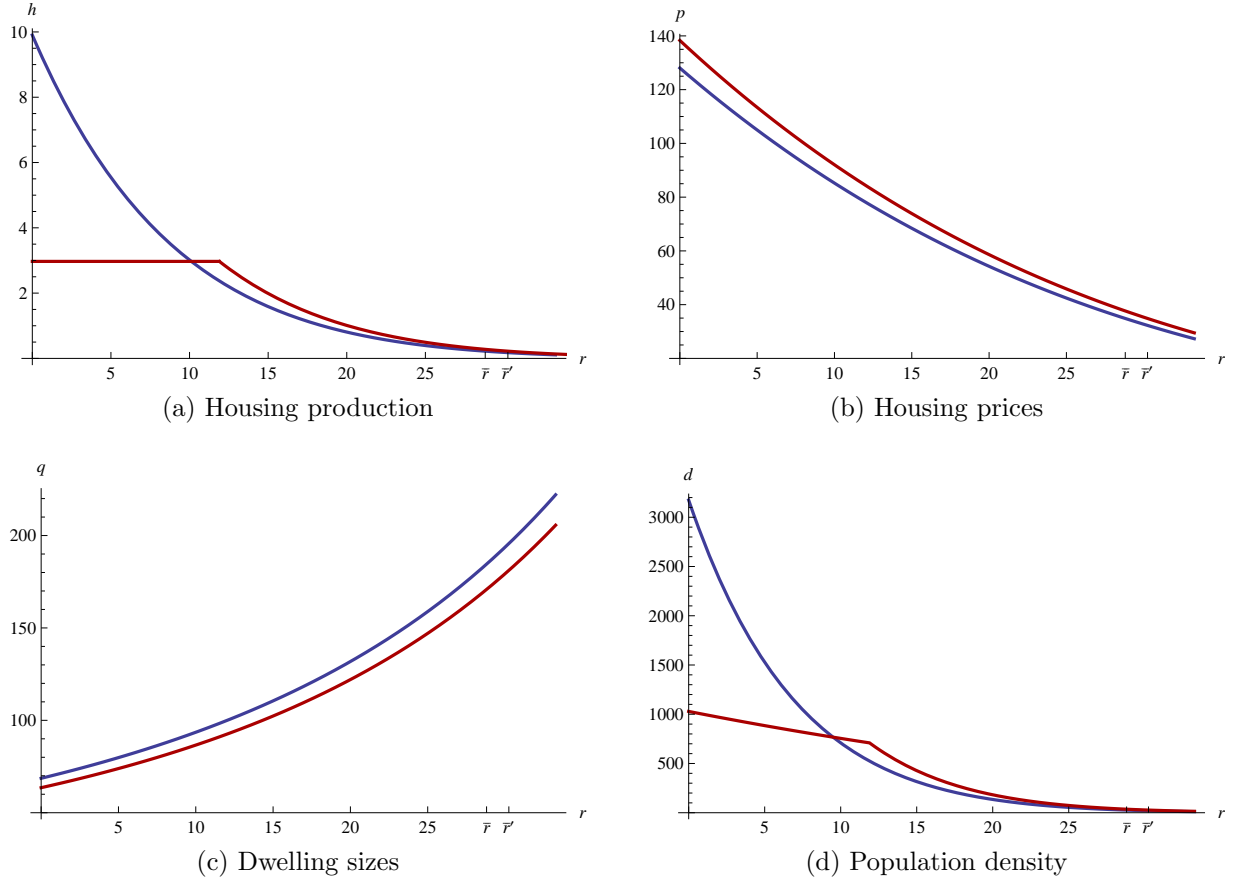 h
10
8
6
4
2
5 10 15 20 25 r̄ r̄′ r
(a) Housing production
p
140
120
100
80
60
40
5 10 15 20 25 r̄ r̄′ r
(b) Housing prices
q
200
150
100
5 10 15 20 25 r̄ r̄′ r
(c) Dwelling sizes
d
3000
2500
2000
1500
1000
500
5 10 15 20 25 r̄ r̄′ r
(d) Population density